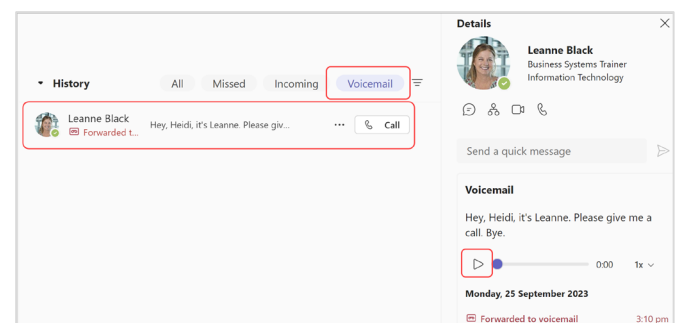 Details
Leanne Black
Business Systems Trainer
Information Technology
History
All
Missed
Incoming
Voicemail
Leanne Black
Forwarded t...
Hey, Heidi, it's Leanne. Please giv...
Call
Send a quick message
Voicemail
Hey, Heidi, it's Leanne. Please give me a
call. Bye.
0:00
1x
Monday, 25 September 2023
Forwarded to voicemail
3:10 pm